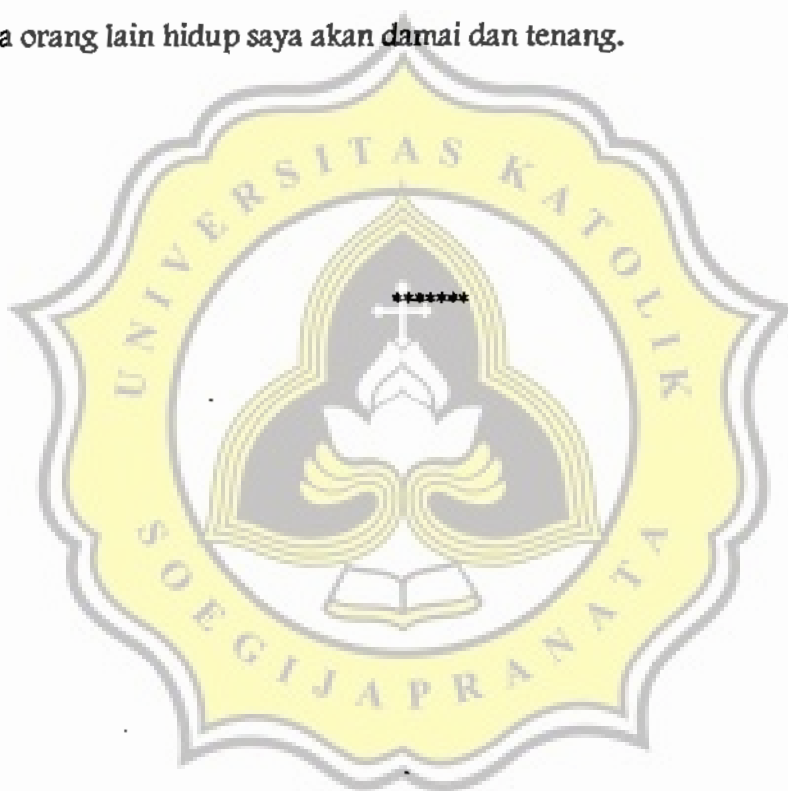 a orang lain hidup saya akan damai dan tenang.
*******
UNIVERSITAS KATOLIK
SOEGIJAPRANATA